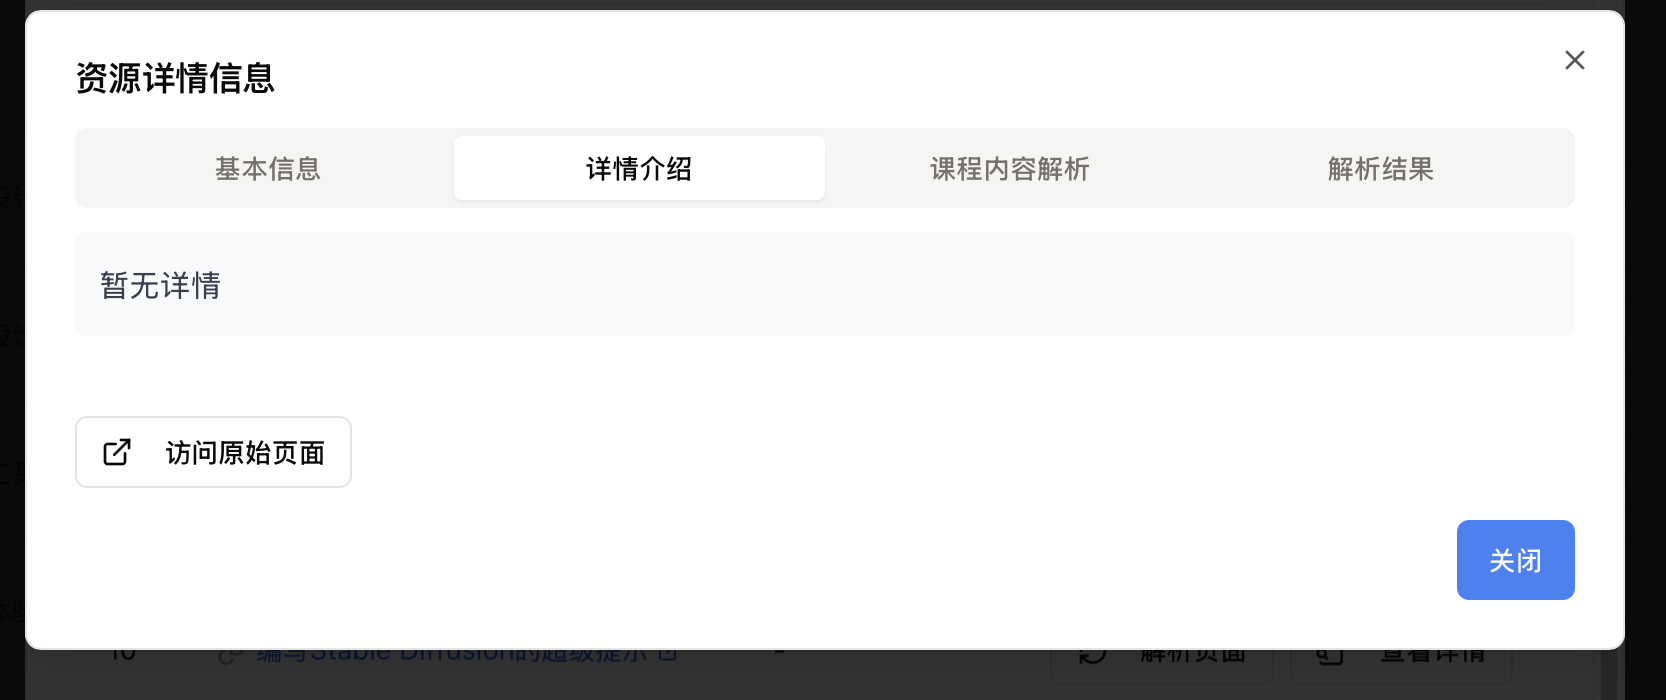 资源详情信息
基本信息
详情介绍
课程内容解析
解析结果
暂无详情
访问原始页面
关闭
10
编写Stable Diffusion的超级提示
-
解析页面
查看详情